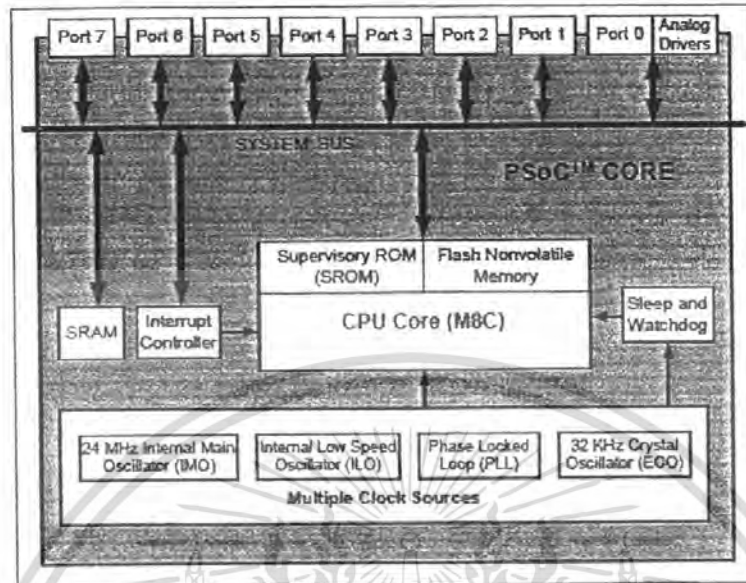 Port 7 Port 6 Port 5 Port 4 Port 3 Port 2 Port 1 Port 0 Analog
Drivers
SYSTEM BUS
PSoC™ CORE
Supervisory ROM
(SROM)
Flash Nonvolatile
Memory
SRAM
Interrupt
Controller
CPU Core (M8C)
Sleep and
Watchdog
24 MHz Internal Main
Oscillator (IMO)
Internal Low Speed
Oscillator (ILO)
Phase Locked
Loop (PLL)
32 KHz Crystal
Oscillator (ECO)
Multiple Clock Sources